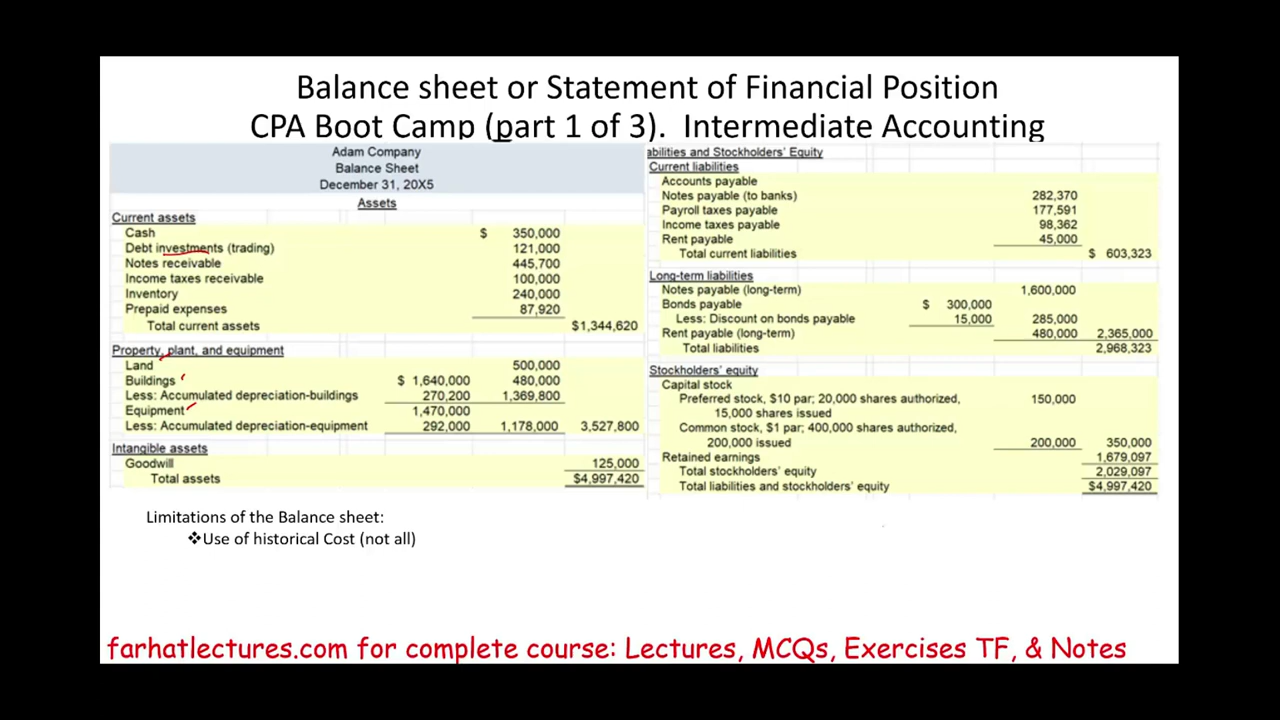 Balance sheet or Statement of Financial Position
CPA Boot Camp (part 1 of 3). Intermediate Accounting
Adam Company
Balance Sheet
December 31, 20X5
Assets
Current assets
Cash $ 350,000
Debt investments (trading) 121,000
Notes receivable 445,700
Income taxes receivable 100,000
Inventory 240,000
Prepaid expenses 87,920
Total current assets $1,344,620
Property, plant, and equipment
Land 500,000
Buildings $ 1,640,000 480,000
Less: Accumulated depreciation-buildings 270,200 1,369,800
Equipment 1,470,000
Less: Accumulated depreciation-equipment 292,000 1,178,000 3,527,800
Intangible assets
Goodwill 125,000
Total assets $4,997,420
abilities and Stockholders' Equity
Current liabilities
Accounts payable
Notes payable (to banks) 282,370
Payroll taxes payable 177,591
Income taxes payable 98,362
Rent payable 45,000
Total current liabilities $ 603,323
Long-term liabilities
Notes payable (long-term) 1,600,000
Bonds payable $ 300,000
Less: Discount on bonds payable 15,000 285,000
Rent payable (long-term) 480,000 2,365,000
Total liabilities 2,968,323
Stockholders' equity
Capital stock
Preferred stock, $10 par; 20,000 shares authorized, 150,000
15,000 shares issued
Common stock, $1 par; 400,000 shares authorized,
200,000 issued 200,000 350,000
Retained earnings 1,679,097
Total stockholders' equity 2,029,097
Total liabilities and stockholders' equity $4,997,420
Limitations of the Balance sheet:
❖Use of historical Cost (not all)
farhatlectures.com for complete course: Lectures, MCQs, Exercises TF, & Notes